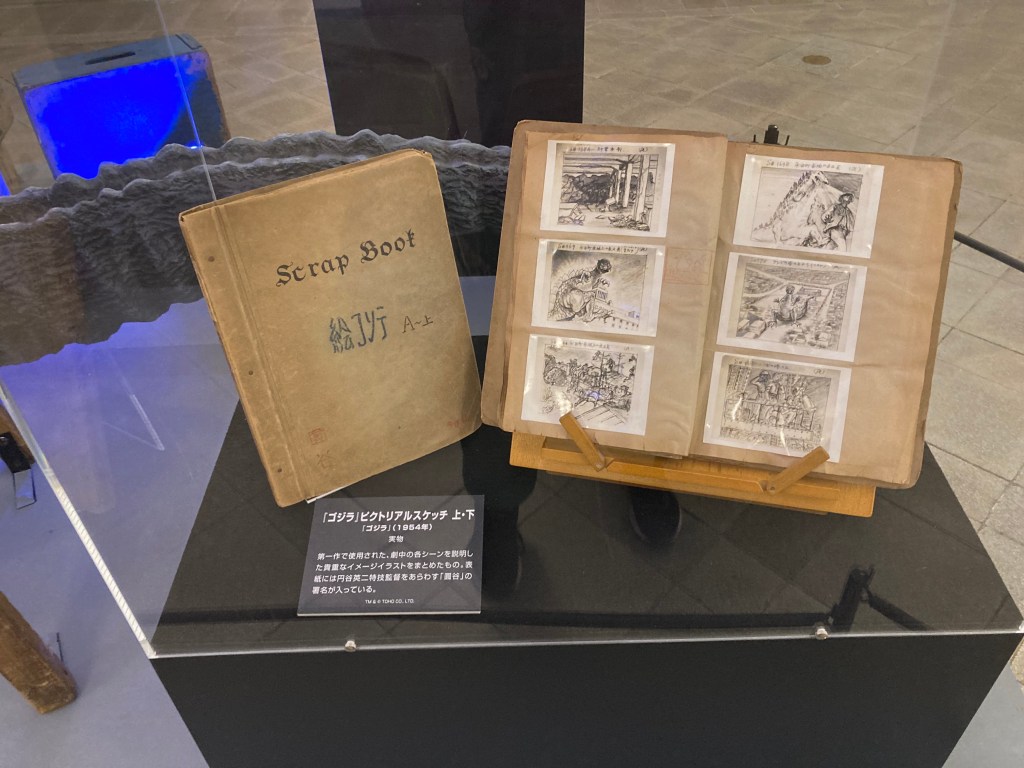 Scrap Book
絵コンテ A-上
『ゴジラ』ピクトリアルスケッチ 上・下
『ゴジラ』（1954年）
実物
第一作で使用された、劇中の各シーンを説明し
た貴重なイメージイラストをまとめたもの。表
紙には円谷英二特技監督をあらわす「圓谷」の
署名が入っている。
TM & © TOHO CO., LTD.